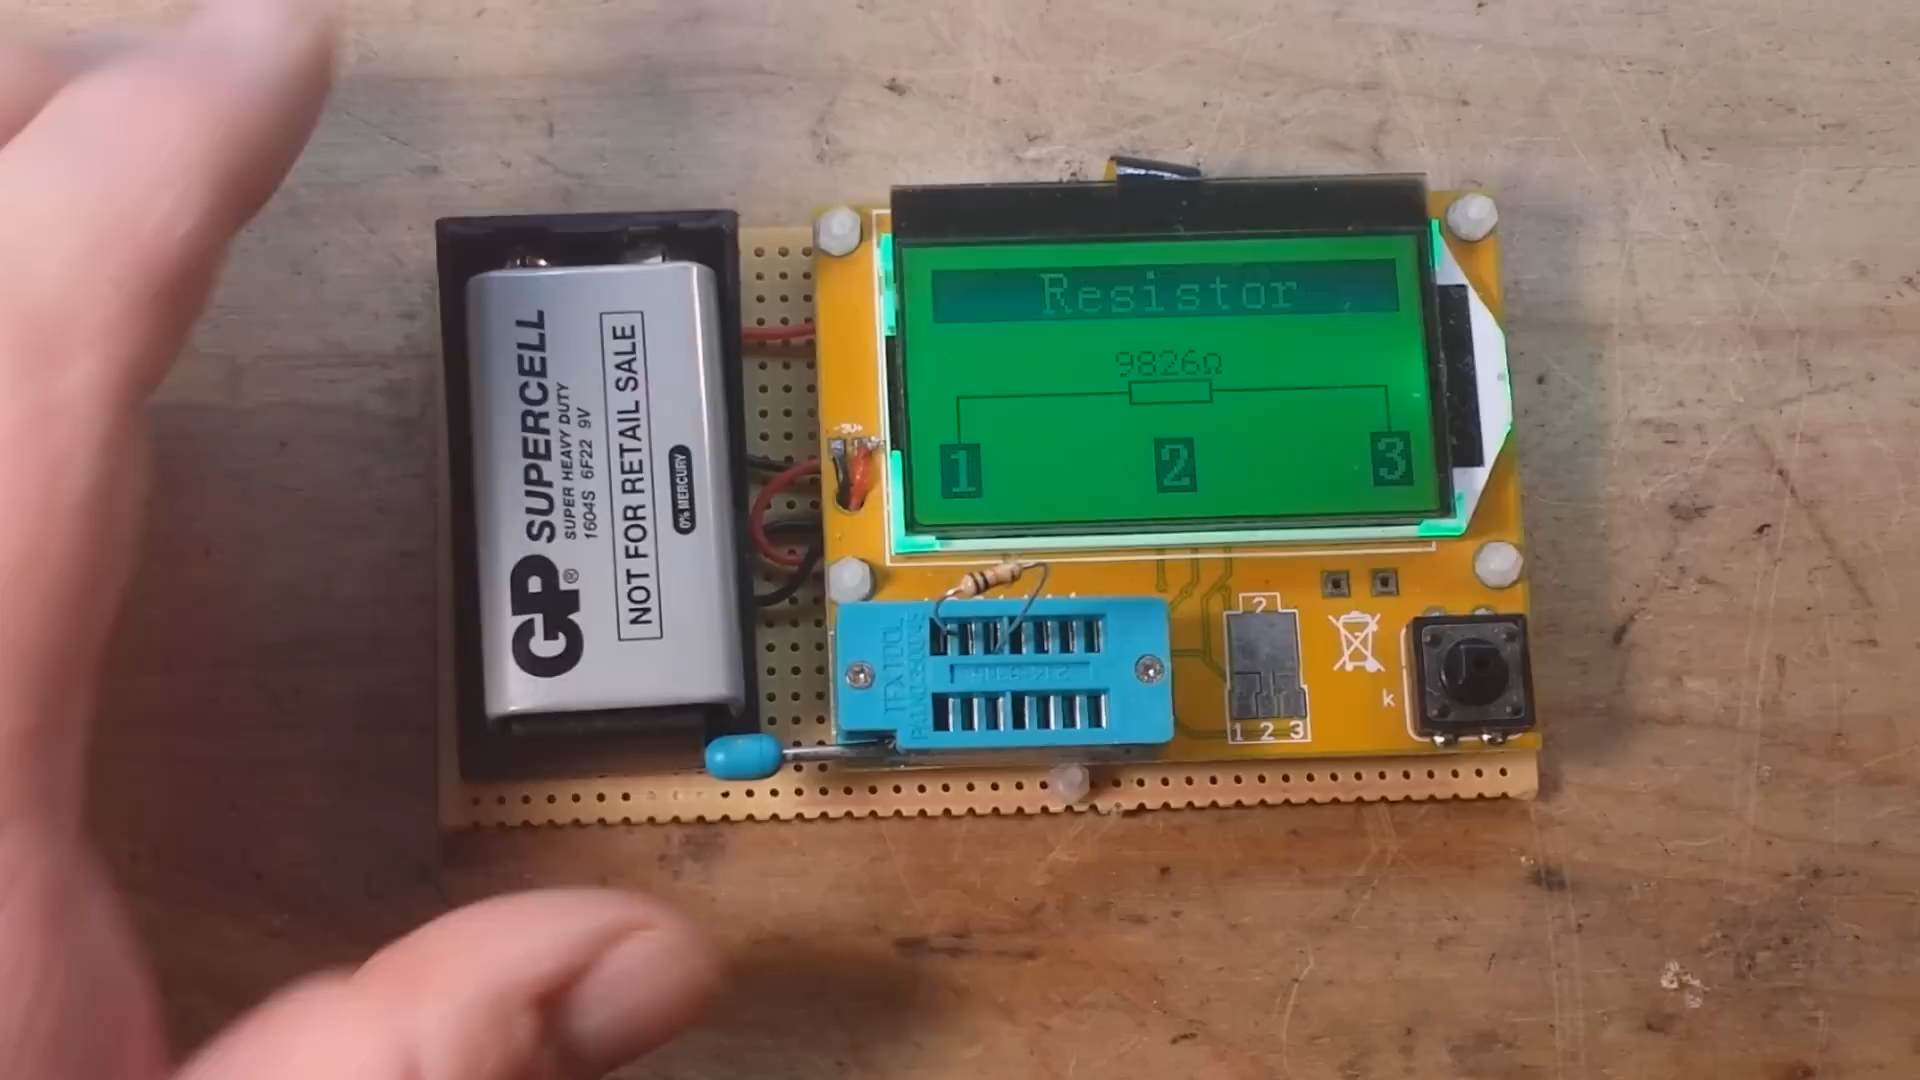 GP SUPERCELL
SUPER HEAVY DUTY
1604S 6F22 9V
NOT FOR RETAIL SALE
0% MERCURY
Resistor
9826Ω
1 2 3
2
1 2 3
k